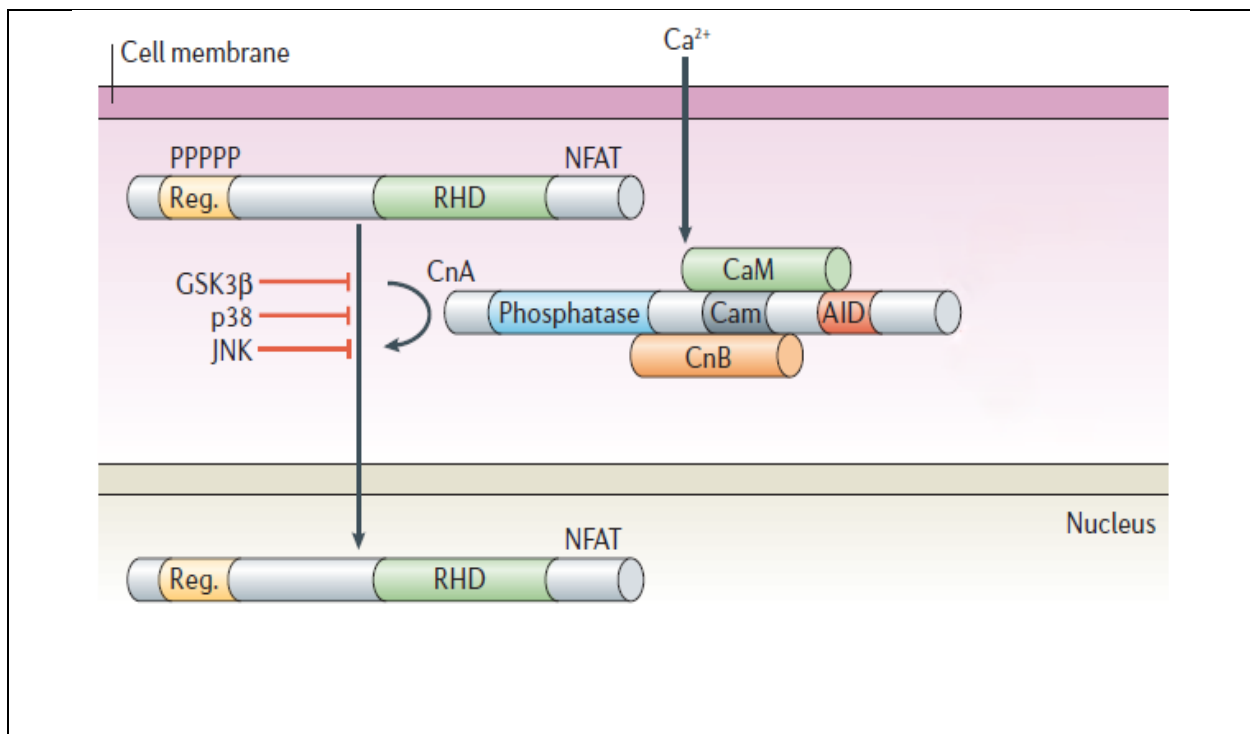 Cell membrane
Ca²⁺
PPPPP
NFAT
Reg.
RHD
GSK3β
p38
JNK
CnA
CaM
Phosphatase
Cam
AID
CnB
Nucleus
NFAT
Reg.
RHD